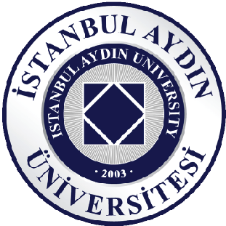 İSTANBUL AYDIN
ÜNİVERSİTESİ
ISTANBUL AYDIN UNIVERSITY
· 2003 ·